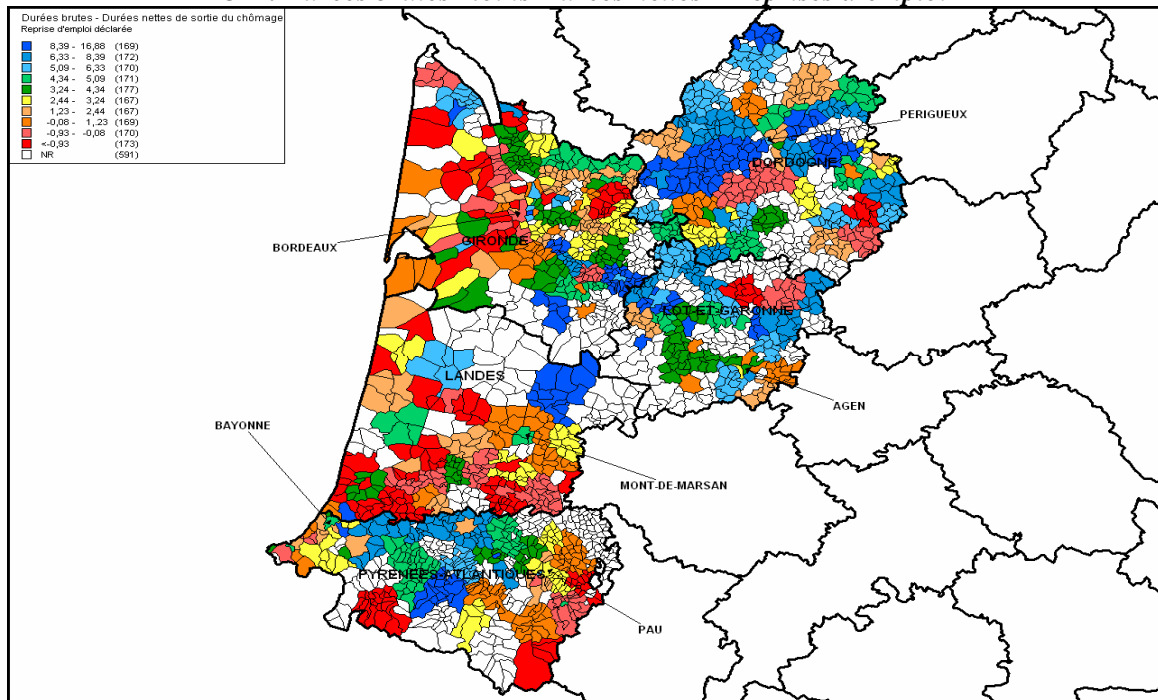 Durées brutes - Durées nettes de sortie du chômage
Reprise d'emploi déclarée
8,39 - 16,88 (169)
6,33 - 8,39 (172)
5,09 - 6,33 (170)
4,34 - 5,09 (171)
3,24 - 4,34 (177)
2,44 - 3,24 (167)
1,23 - 2,44 (167)
-0,08 - 1,.23 (169)
-0,93 - -0,08 (170)
<-0,93 (173)
NR (591)
PERIGUEUX
DORDOGNE
BORDEAUX
GIRONDE
LOT-ET-GARONNE
LANDES
AGEN
BAYONNE
MONT-DE-MARSAN
PYRENEES-ATLANTIQUES
PAU